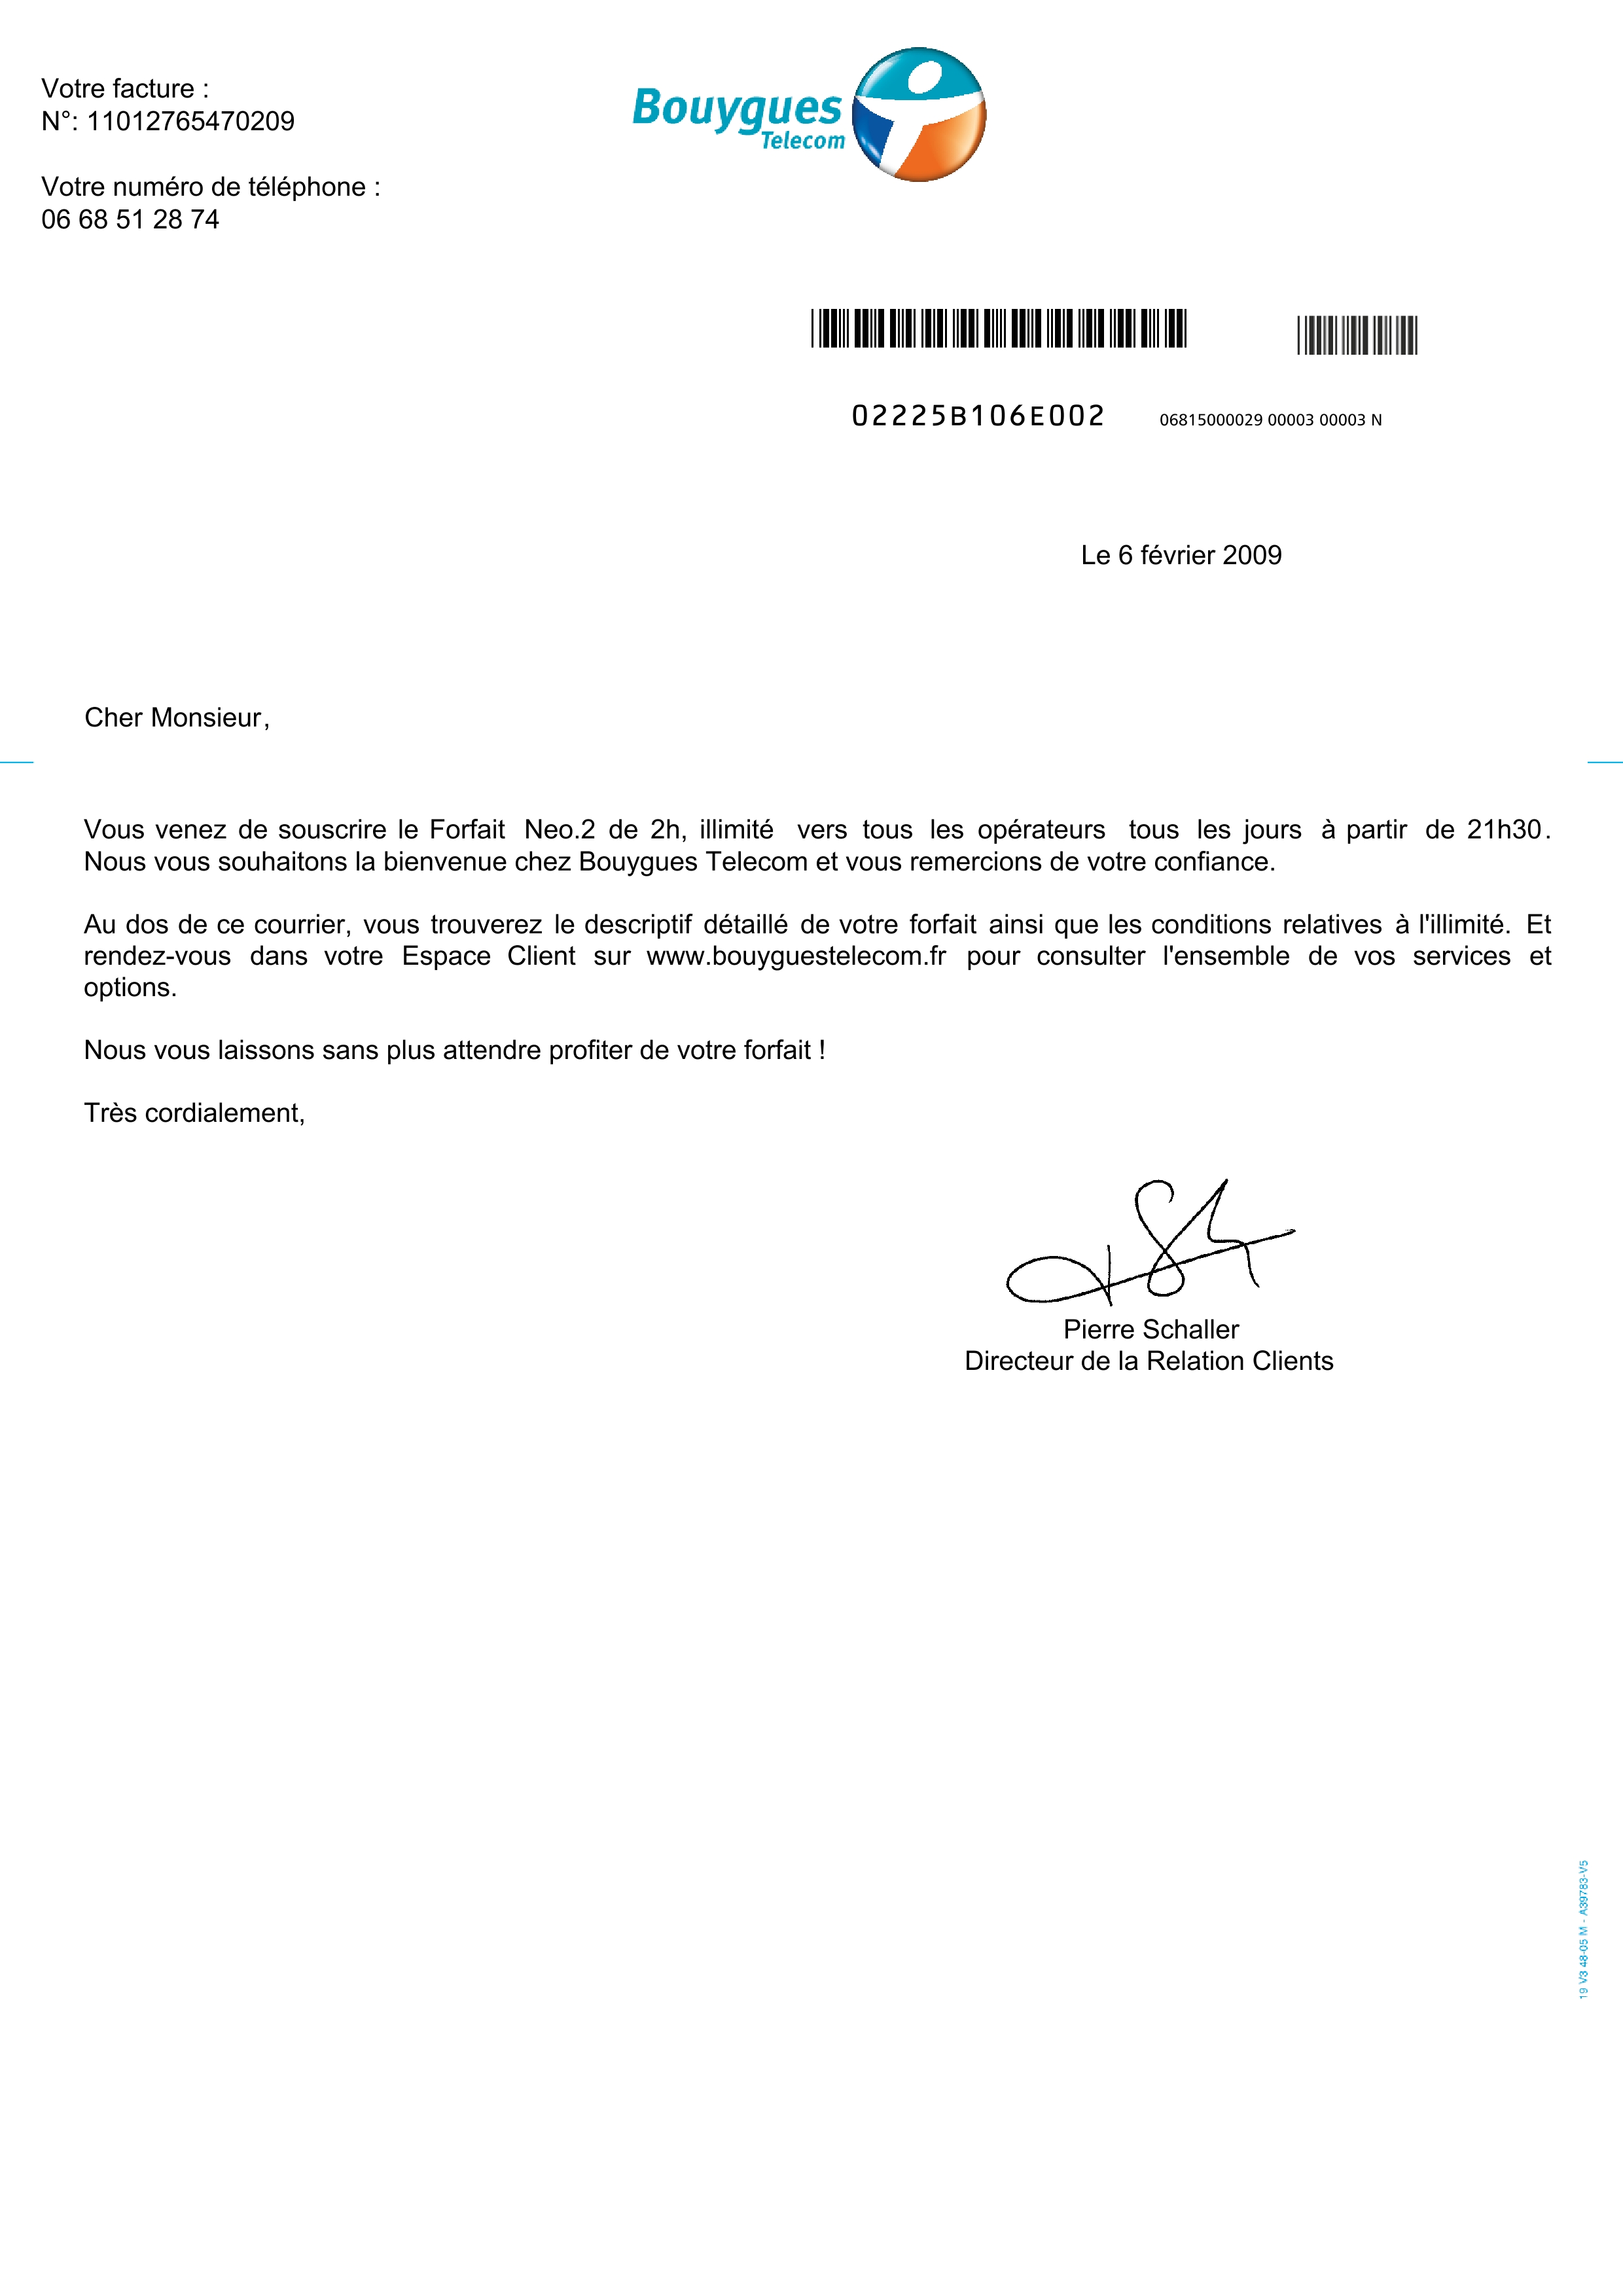 Votre facture :
N°: 11012765470209
Votre numéro de téléphone :
06 68 51 28 74
Bouygues
Telecom
02225B106E002
06815000029 00003 00003 N
Le 6 février 2009
Cher Monsieur,
Vous venez de souscrire le Forfait Neo.2 de 2h, illimité vers tous les opérateurs tous les jours à partir de 21h30.
Nous vous souhaitons la bienvenue chez Bouygues Telecom et vous remercions de votre confiance.
Au dos de ce courrier, vous trouverez le descriptif détaillé de votre forfait ainsi que les conditions relatives à l'illimité. Et
rendez-vous dans votre Espace Client sur www.bouyguestelecom.fr pour consulter l'ensemble de vos services et
options.
Nous vous laissons sans plus attendre profiter de votre forfait !
Très cordialement,
Pierre Schaller
Directeur de la Relation Clients
19 V3 48-05 M - A39783-V5